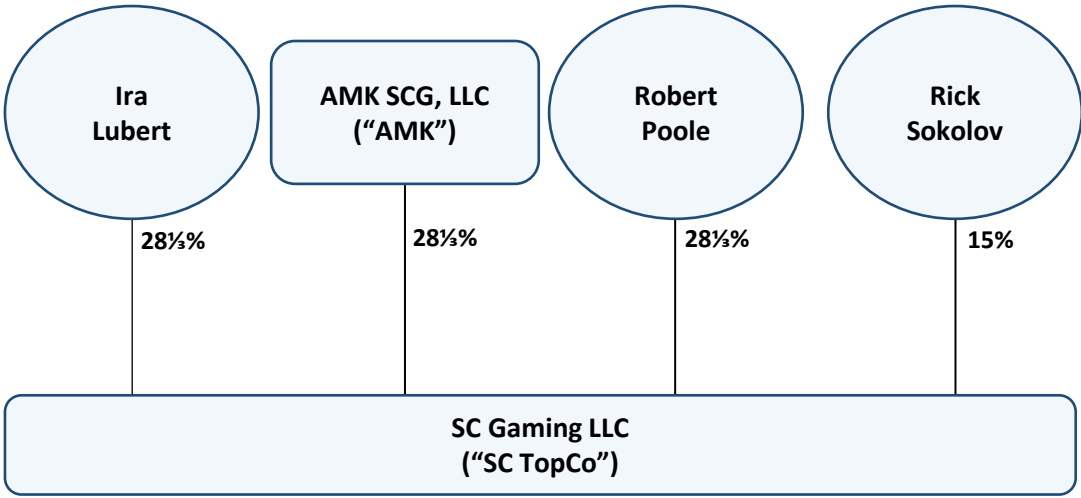 Ira
Lubert
AMK SCG, LLC
(“AMK”)
Robert
Poole
Rick
Sokolov
28⅓%
28⅓%
28⅓%
15%
SC Gaming LLC
(“SC TopCo”)